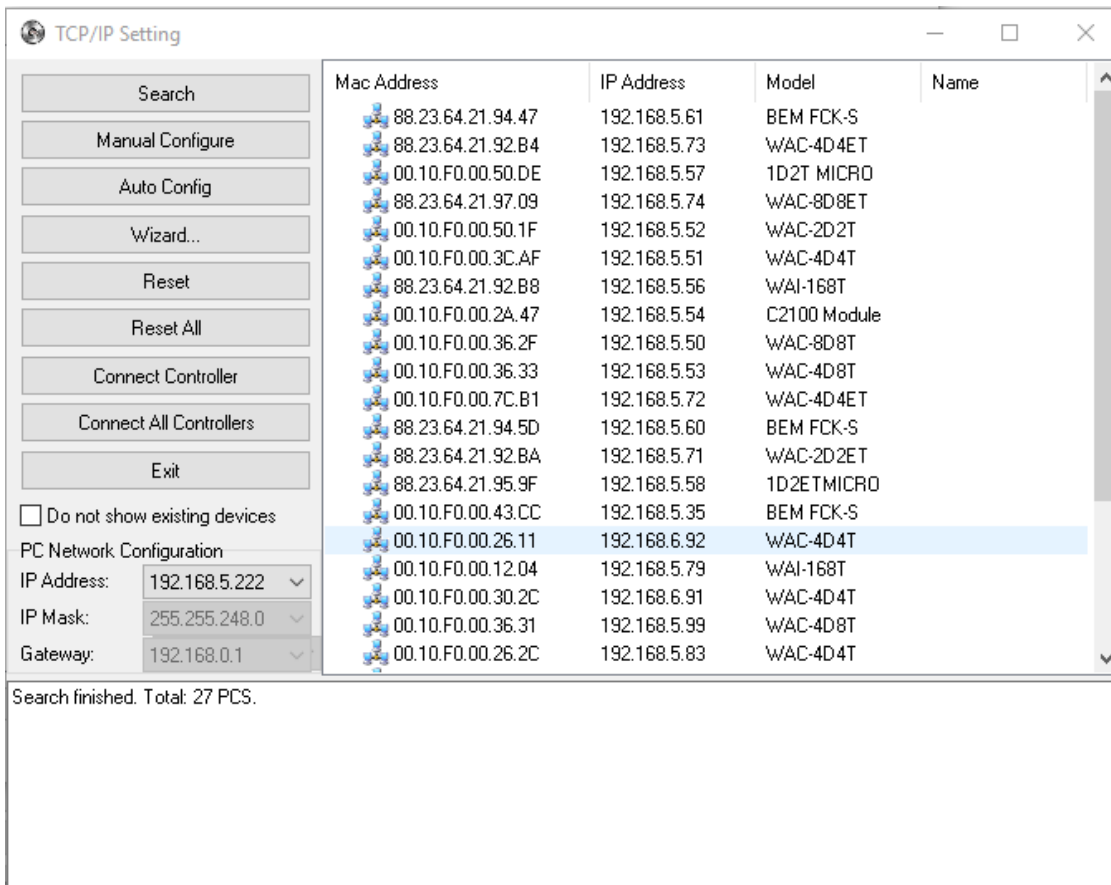 TCP/IP Setting
Search
Manual Configure
Auto Config
Wizard...
Reset
Reset All
Connect Controller
Connect All Controllers
Exit
Do not show existing devices
PC Network Configuration
IP Address: 192.168.5.222
IP Mask: 255.255.248.0
Gateway: 192.168.0.1
Mac Address IP Address Model Name
88.23.64.21.94.47 192.168.5.61 BEM FCK-S
88.23.64.21.92.B4 192.168.5.73 WAC-4D4ET
00.10.F0.00.50.DE 192.168.5.57 1D2T MICRO
88.23.64.21.97.09 192.168.5.74 WAC-8D8ET
00.10.F0.00.50.1F 192.168.5.52 WAC-2D2T
00.10.F0.00.3C.AF 192.168.5.51 WAC-4D4T
88.23.64.21.92.B8 192.168.5.56 WAI-168T
00.10.F0.00.2A.47 192.168.5.54 C2100 Module
00.10.F0.00.36.2F 192.168.5.50 WAC-8D8T
00.10.F0.00.36.33 192.168.5.53 WAC-4D8T
00.10.F0.00.7C.B1 192.168.5.72 WAC-4D4ET
88.23.64.21.94.5D 192.168.5.60 BEM FCK-S
88.23.64.21.92.BA 192.168.5.71 WAC-2D2ET
88.23.64.21.95.9F 192.168.5.58 1D2ETMICRO
00.10.F0.00.43.CC 192.168.5.35 BEM FCK-S
00.10.F0.00.26.11 192.168.6.92 WAC-4D4T
00.10.F0.00.12.04 192.168.5.79 WAI-168T
00.10.F0.00.30.2C 192.168.6.91 WAC-4D4T
00.10.F0.00.36.31 192.168.5.99 WAC-4D8T
00.10.F0.00.26.2C 192.168.5.83 WAC-4D4T
Search finished. Total: 27 PCS.